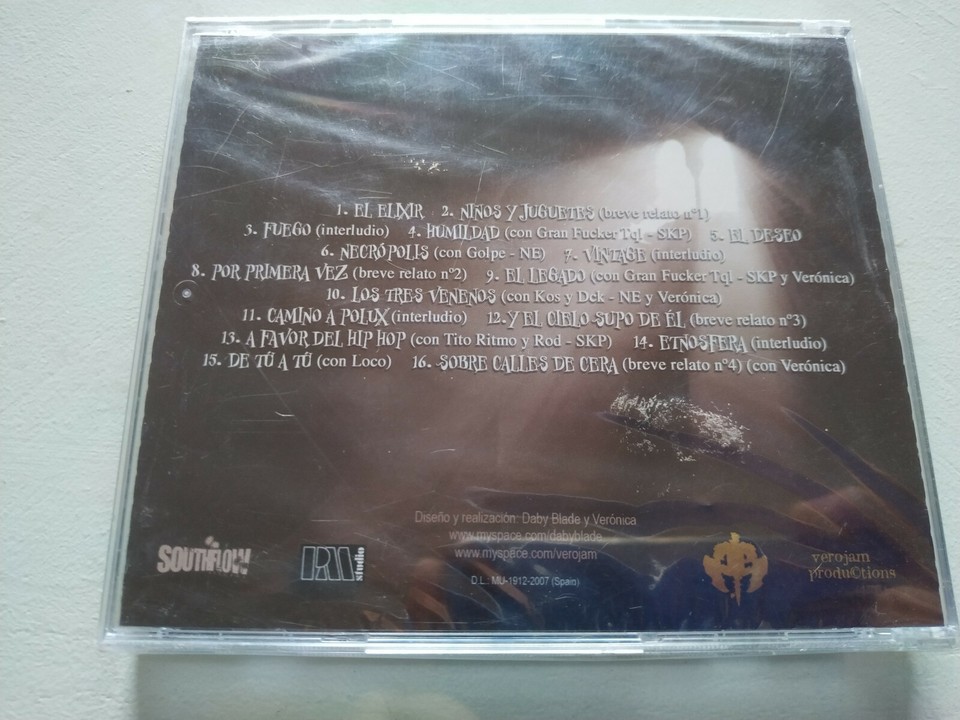 1. EL ELIXIR 2. NIÑOS Y JUGUETES (breve relato nº1)
3. FUEGO (interludio) 4. HUMILDAD (con Gran Fucker Tql - SKP) 5. EL DESEO
6. NECRÓPOLIS (con Golpe - NE) 7. VINTAGE (interludio)
8. POR PRIMERA VEZ (breve relato nº2) 9. EL LEGADO (con Gran Fucker Tql - SKP y Verónica)
10. LOS TRES VENENOS (con Kos y Dck - NE y Verónica)
11. CAMINO A POLUX (interludio) 12. Y EL CIELO SUPO DE ÉL (breve relato nº3)
13. A FAVOR DEL HIP HOP (con Tito Ritmo y Rod - SKP) 14. ETNOSFERA (interludio)
15. DE TÚ A TÚ (con Loco) 16. SOBRE CALLES DE CERA (breve relato nº4) (con Verónica)
Diseño y realización: Daby Blade y Verónica
www.myspace.com/dabyblade
www.myspace.com/verojam
D.L.: MU-1912-2007 (Spain)
SOUTHFLOW
studio
verojam
produ©tions